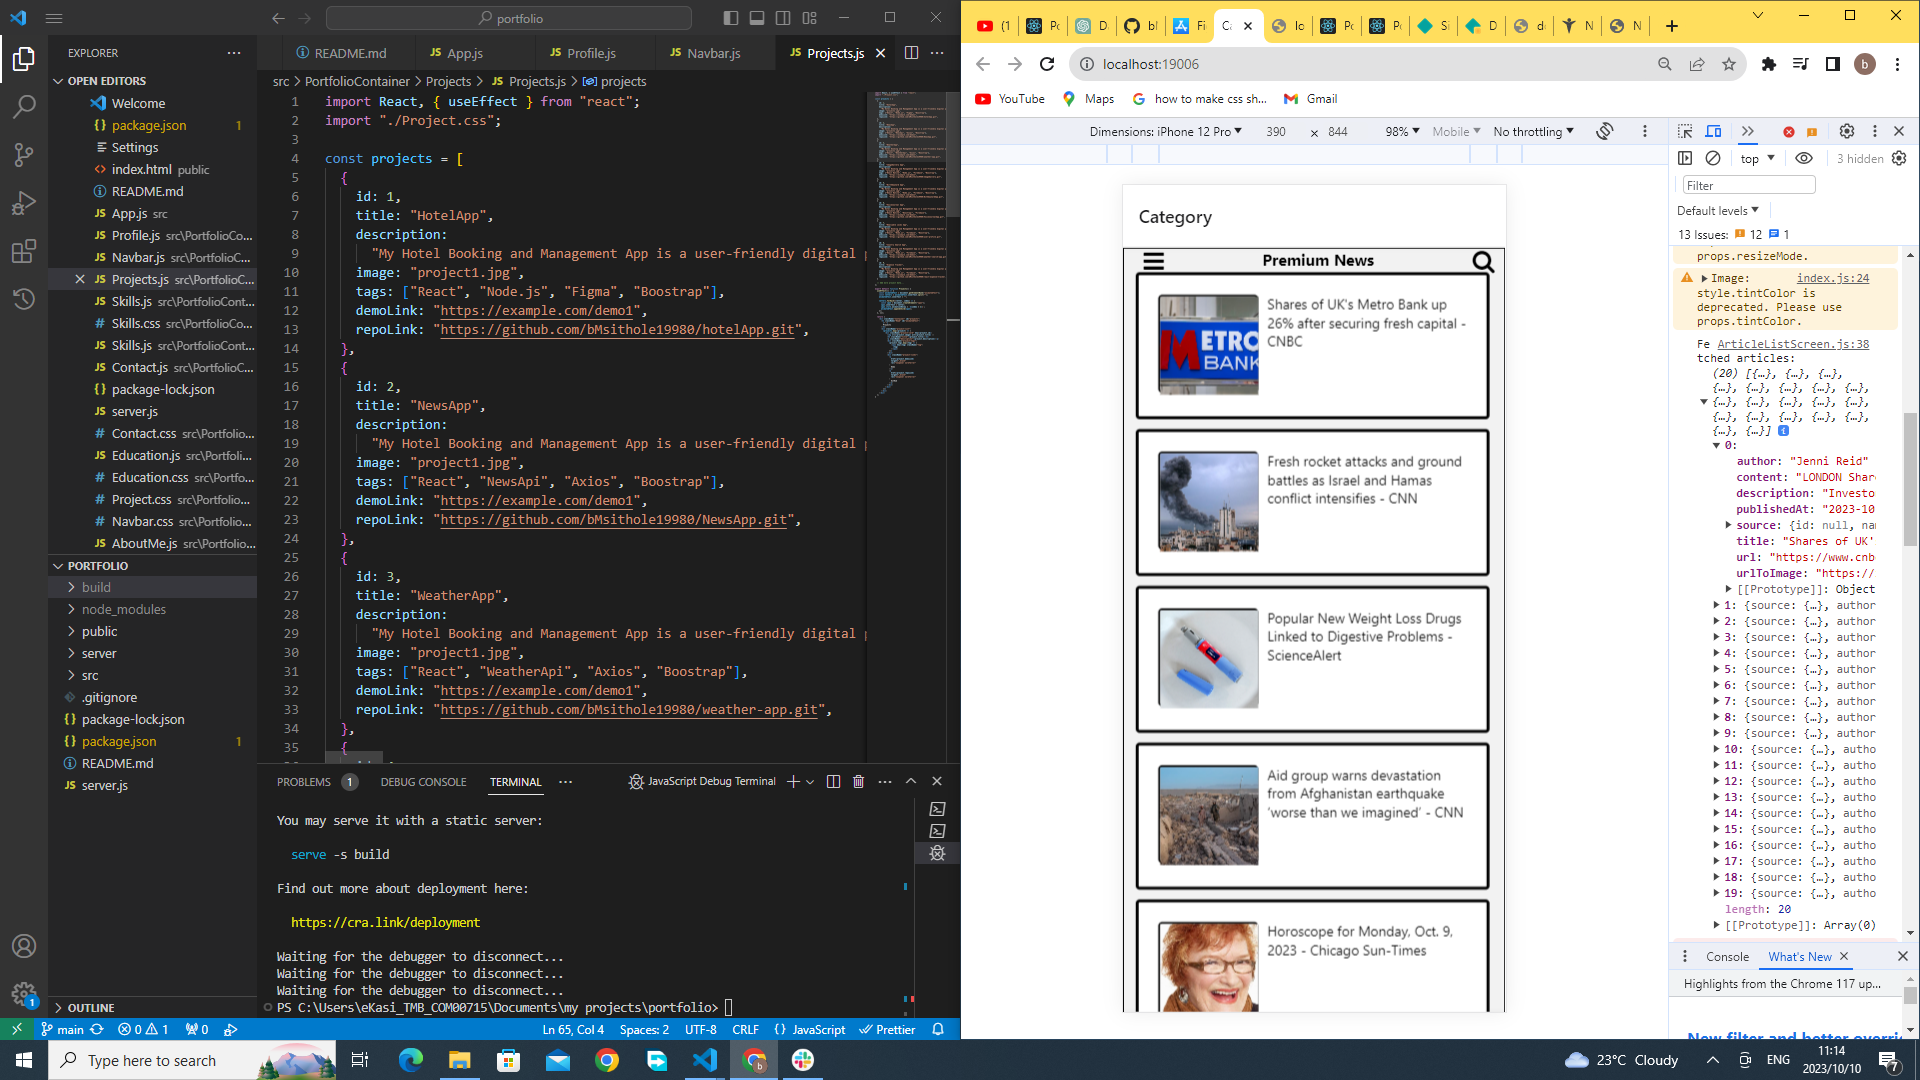 portfolio
EXPLORER
OPEN EDITORS
Welcome
package.json 1
Settings
index.html public
README.md
App.js src
Profile.js src\PortfolioCo...
Navbar.js src\PortfolioC...
Projects.js src\PortfolioC...
Skills.js src\PortfolioCont...
Skills.css src\PortfolioCo...
Skills.js src\PortfolioCont...
Contact.js src\PortfolioC...
package-lock.json
server.js
Contact.css src\Portfolio...
Education.js src\Portfoli...
Education.css src\Portfo...
Project.css src\Portfolio...
Navbar.css src\Portfolio...
AboutMe.js src\Portfolio...
PORTFOLIO
build
node_modules
public
server
src
.gitignore
package-lock.json
package.json 1
README.md
server.js
OUTLINE
README.md App.js Profile.js Navbar.js Projects.js
src > PortfolioContainer > Projects > JS Projects.js > projects
1 import React, { useEffect } from "react";
2 import "./Project.css";
3
4 const projects = [
5 {
6 id: 1,
7 title: "HotelApp",
8 description:
9 "My Hotel Booking and Management App is a user-friendly digital p
10 image: "project1.jpg",
11 tags: ["React", "Node.js", "Figma", "Boostrap"],
12 demoLink: "https://example.com/demo1",
13 repoLink: "https://github.com/bMsithole19980/hotelApp.git",
14 },
15 {
16 id: 2,
17 title: "NewsApp",
18 description:
19 "My Hotel Booking and Management App is a user-friendly digital p
20 image: "project1.jpg",
21 tags: ["React", "NewsApi", "Axios", "Boostrap"],
22 demoLink: "https://example.com/demo1",
23 repoLink: "https://github.com/bMsithole19980/NewsApp.git",
24 },
25 {
26 id: 3,
27 title: "WeatherApp",
28 description:
29 "My Hotel Booking and Management App is a user-friendly digital p
30 image: "project1.jpg",
31 tags: ["React", "WeatherApi", "Axios", "Boostrap"],
32 demoLink: "https://example.com/demo1",
33 repoLink: "https://github.com/bMsithole19980/weather-app.git",
34 },
35 {
PROBLEMS 1 DEBUG CONSOLE TERMINAL JavaScript Debug Terminal
You may serve it with a static server:
serve -s build
Find out more about deployment here:
https://cra.link/deployment
Waiting for the debugger to disconnect...
Waiting for the debugger to disconnect...
Waiting for the debugger to disconnect...
PS C:\Users\eKasi_TMB_COM00715\Documents\my projects\portfolio>
main 0 1 0 Ln 65, Col 4 Spaces: 2 UTF-8 CRLF { } JavaScript Prettier
localhost:19006
YouTube Maps how to make css sh... Gmail
Dimensions: iPhone 12 Pro 390 x 844 98% Mobile No throttling
Category
Premium News
METRO
BANK
Shares of UK's Metro Bank up
26% after securing fresh capital -
CNBC
Fresh rocket attacks and ground
battles as Israel and Hamas
conflict intensifies - CNN
Popular New Weight Loss Drugs
Linked to Digestive Problems -
ScienceAlert
Aid group warns devastation
from Afghanistan earthquake
'worse than we imagined' - CNN
Horoscope for Monday, Oct. 9,
2023 - Chicago Sun-Times
top 3 hidden
Filter
Default levels
13 Issues: 12 1
props.resizeMode.
Image: index.js:24
style.tintColor is
deprecated. Please use
props.tintColor.
Fe ArticleListScreen.js:38
tched articles:
(20) [{…}, {…}, {…},
{…}, {…}, {…}, {…}, {…},
{…}, {…}, {…}, {…}, {…},
{…}, {…}, {…}, {…}, {…},
{…}, {…}]
0:
author: "Jenni Reid"
content: "LONDON Shar
description: "Investo
publishedAt: "2023-10
source: {id: null, na
title: "Shares of UK'
url: "https://www.cnb
urlToImage: "https://
[[Prototype]]: Object
1: {source: {…}, author
2: {source: {…}, author
3: {source: {…}, author
4: {source: {…}, author
5: {source: {…}, author
6: {source: {…}, author
7: {source: {…}, author
8: {source: {…}, author
9: {source: {…}, author
10: {source: {…}, autho
11: {source: {…}, autho
12: {source: {…}, autho
13: {source: {…}, autho
14: {source: {…}, autho
15: {source: {…}, autho
16: {source: {…}, autho
17: {source: {…}, autho
18: {source: {…}, autho
19: {source: {…}, autho
length: 20
[[Prototype]]: Array(0)
Console What's New
Highlights from the Chrome 117 up...
Type here to search
23°C Cloudy ENG 11:14
2023/10/10 7